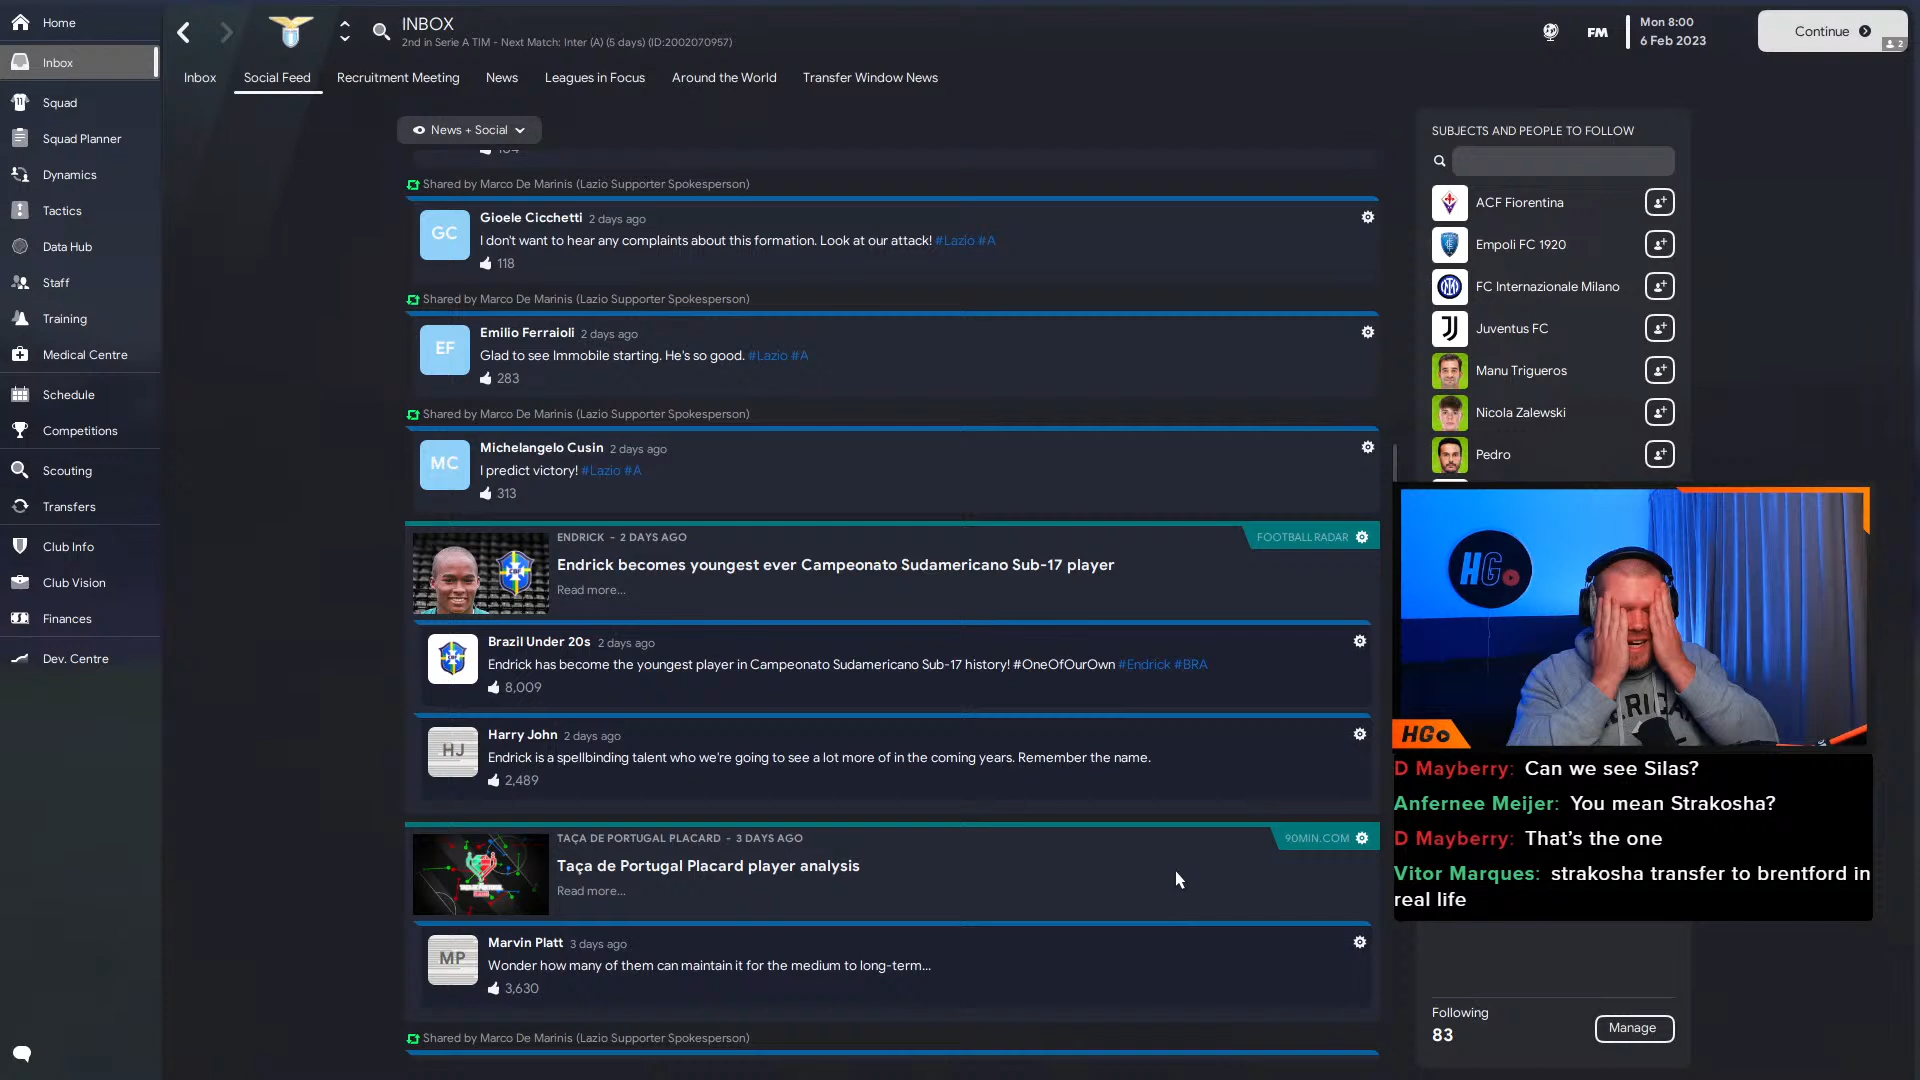 Home
Inbox
Squad
Squad Planner
Dynamics
Tactics
Data Hub
Staff
Training
Medical Centre
Schedule
Competitions
Scouting
Transfers
Club Info
Club Vision
Finances
Dev. Centre
INBOX
2nd in Serie A TIM - Next Match: Inter (A) (5 days) (ID:2002070957)
FM
Mon 8:00
6 Feb 2023
Continue
2
Inbox
Social Feed
Recruitment Meeting
News
Leagues in Focus
Around the World
Transfer Window News
News + Social
Shared by Marco De Marinis (Lazio Supporter Spokesperson)
GC
Gioele Cicchetti 2 days ago
I don't want to hear any complaints about this formation. Look at our attack! #Lazio #A
118
Shared by Marco De Marinis (Lazio Supporter Spokesperson)
EF
Emilio Ferraioli 2 days ago
Glad to see Immobile starting. He's so good. #Lazio #A
283
Shared by Marco De Marinis (Lazio Supporter Spokesperson)
MC
Michelangelo Cusin 2 days ago
I predict victory! #Lazio #A
313
ENDRICK - 2 DAYS AGO
FOOTBALL RADAR
Endrick becomes youngest ever Campeonato Sudamericano Sub-17 player
Read more...
Brazil Under 20s 2 days ago
Endrick has become the youngest player in Campeonato Sudamericano Sub-17 history! #OneOfOurOwn #Endrick #BRA
8,009
HJ
Harry John 2 days ago
Endrick is a spellbinding talent who we're going to see a lot more of in the coming years. Remember the name.
2,489
TAÇA DE PORTUGAL PLACARD - 3 DAYS AGO
90MIN.COM
Taça de Portugal Placard player analysis
Read more...
MP
Marvin Platt 3 days ago
Wonder how many of them can maintain it for the medium to long-term...
3,630
Shared by Marco De Marinis (Lazio Supporter Spokesperson)
SUBJECTS AND PEOPLE TO FOLLOW
ACF Fiorentina
Empoli FC 1920
FC Internazionale Milano
Juventus FC
Manu Trigueros
Nicola Zalewski
Pedro
HG
HG
D Mayberry: Can we see Silas?
Anfernee Meijer: You mean Strakosha?
D Mayberry: That's the one
Vitor Marques: strakosha transfer to brentford in
real life
Following
83
Manage